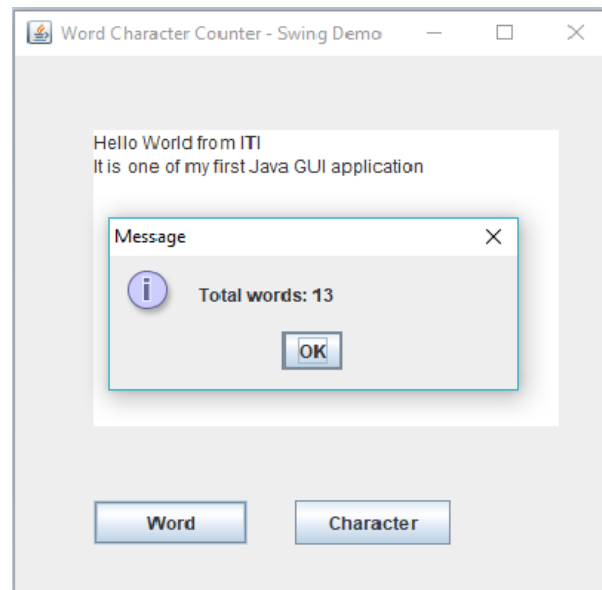 Word Character Counter - Swing Demo
Hello World from ITI
It is one of my first Java GUI application
Message
i
Total words: 13
OK
Word
Character